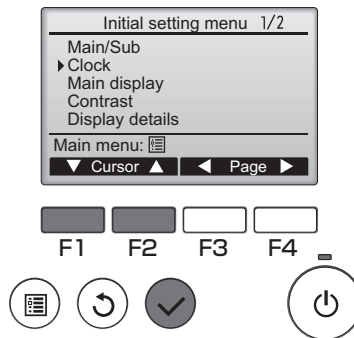 Initial setting menu 1/2
Main/Sub
Clock
Main display
Contrast
Display details
Main menu:
▼ Cursor ▲ ◀ Page ▶
F1 F2 F3 F4